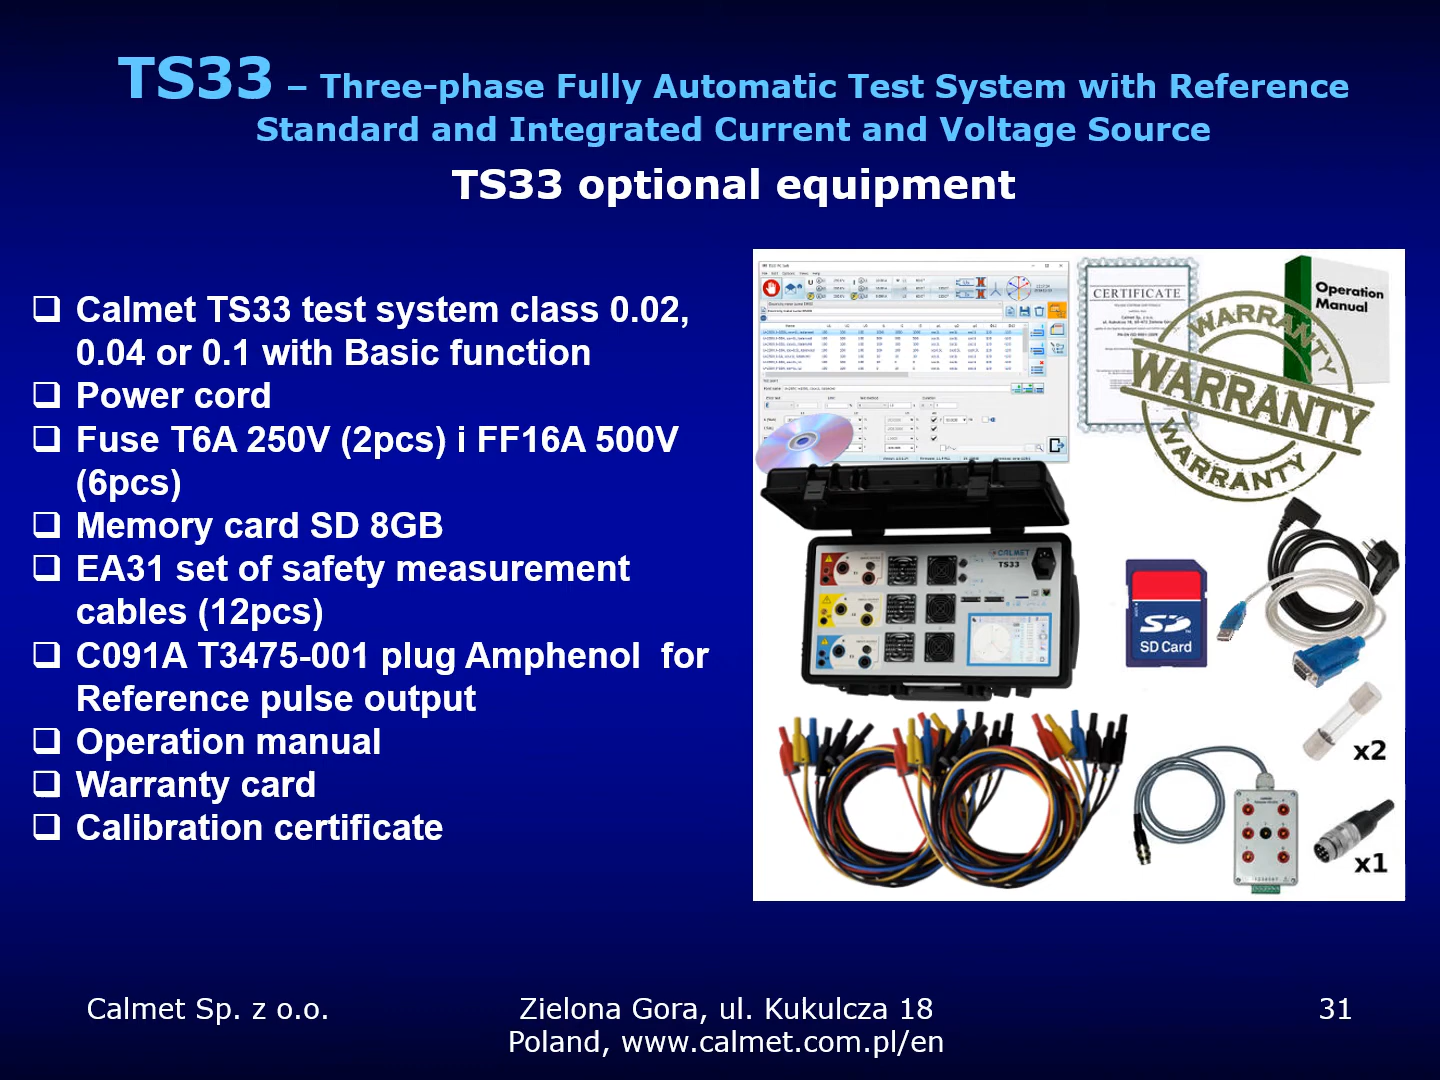 TS33 – Three-phase Fully Automatic Test System with Reference
Standard and Integrated Current and Voltage Source
TS33 optional equipment
❑ Calmet TS33 test system class 0.02,
0.04 or 0.1 with Basic function
❑ Power cord
❑ Fuse T6A 250V (2pcs) i FF16A 500V
(6pcs)
❑ Memory card SD 8GB
❑ EA31 set of safety measurement
cables (12pcs)
❑ C091A T3475-001 plug Amphenol  for
Reference pulse output
❑ Operation manual
❑ Warranty card
❑ Calibration certificate
CERTIFICATE
Operation
Manual
WARRANTY
WARRANTY
WARRANTY
CALMET
TS33
SD
SD Card
x2
x1
Calmet Sp. z o.o.
Zielona Gora, ul. Kukulcza 18
Poland, www.calmet.com.pl/en
31